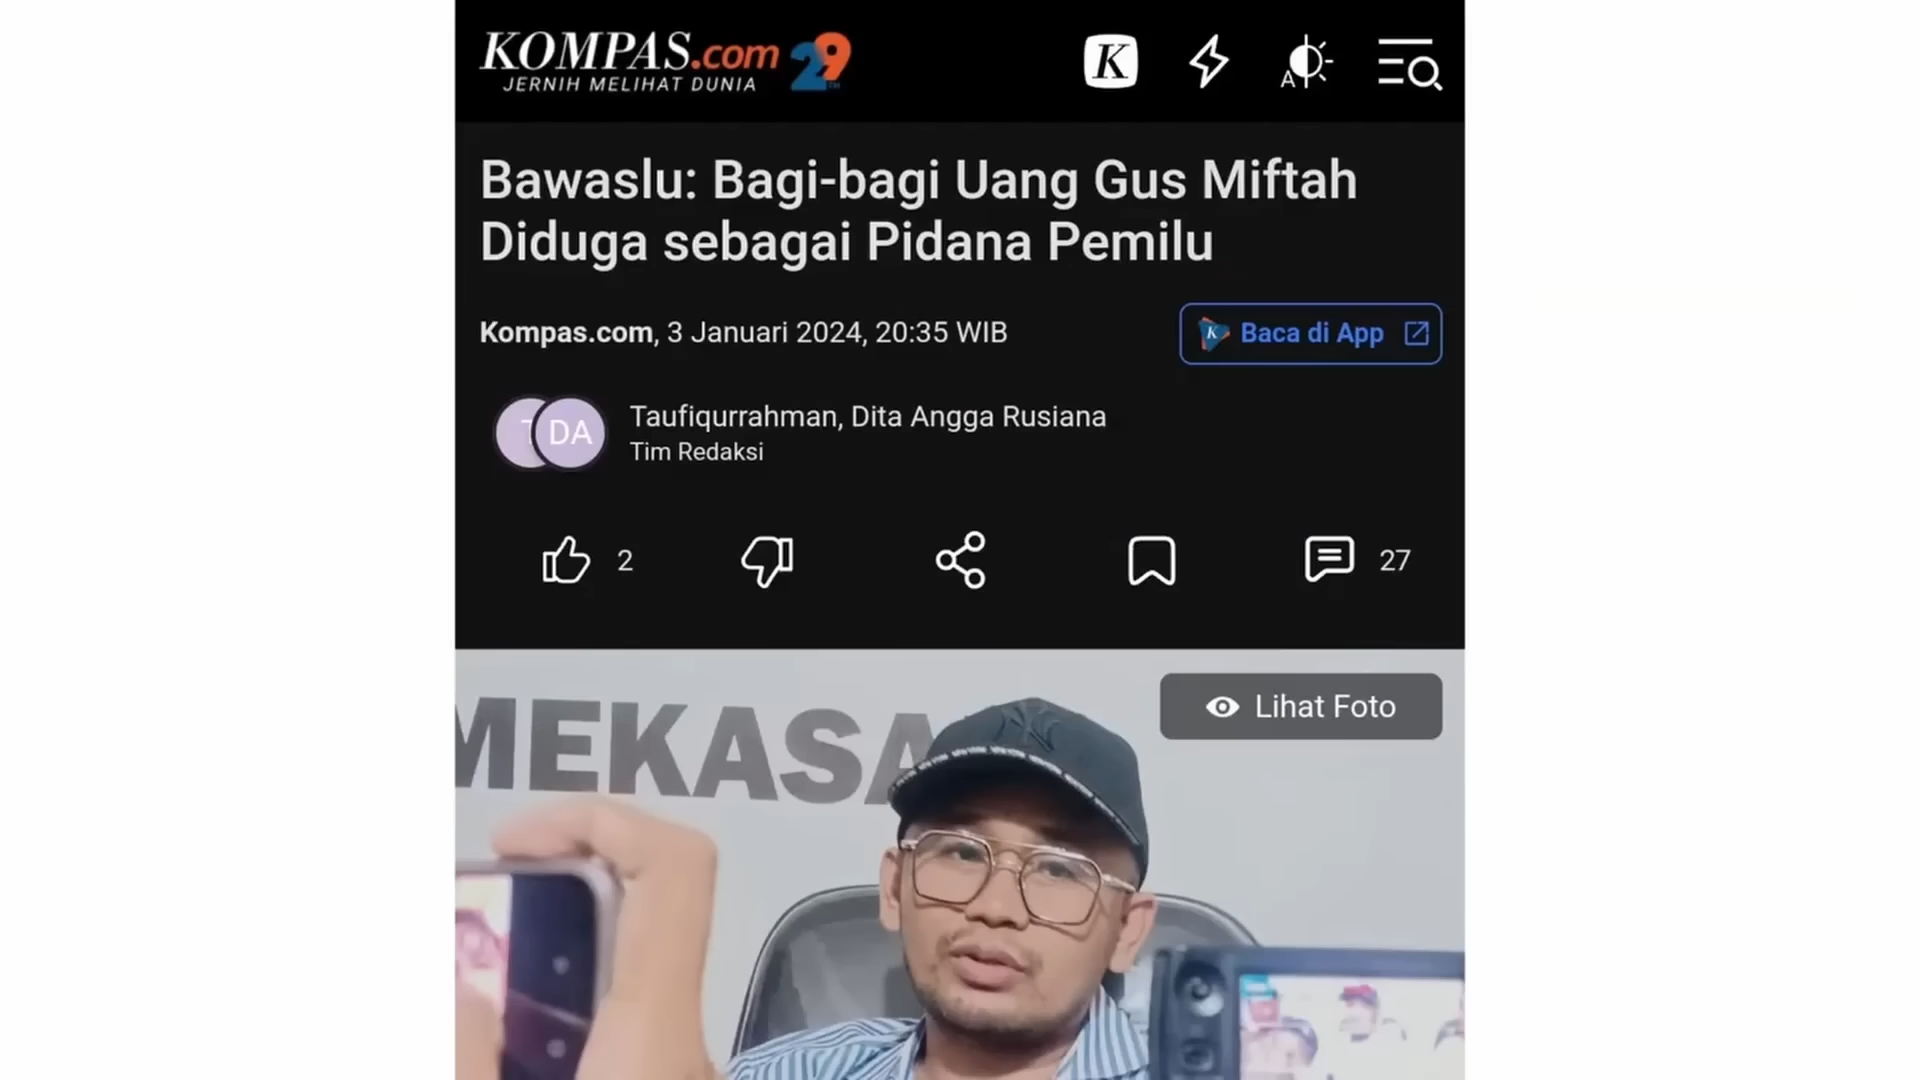 KOMPAS.com 29
JERNIH MELIHAT DUNIA
K
A
Bawaslu: Bagi-bagi Uang Gus Miftah
Diduga sebagai Pidana Pemilu
Kompas.com, 3 Januari 2024, 20:35 WIB
K Baca di App
T DA
Taufiqurrahman, Dita Angga Rusiana
Tim Redaksi
2
27
Lihat Foto
MEKASA